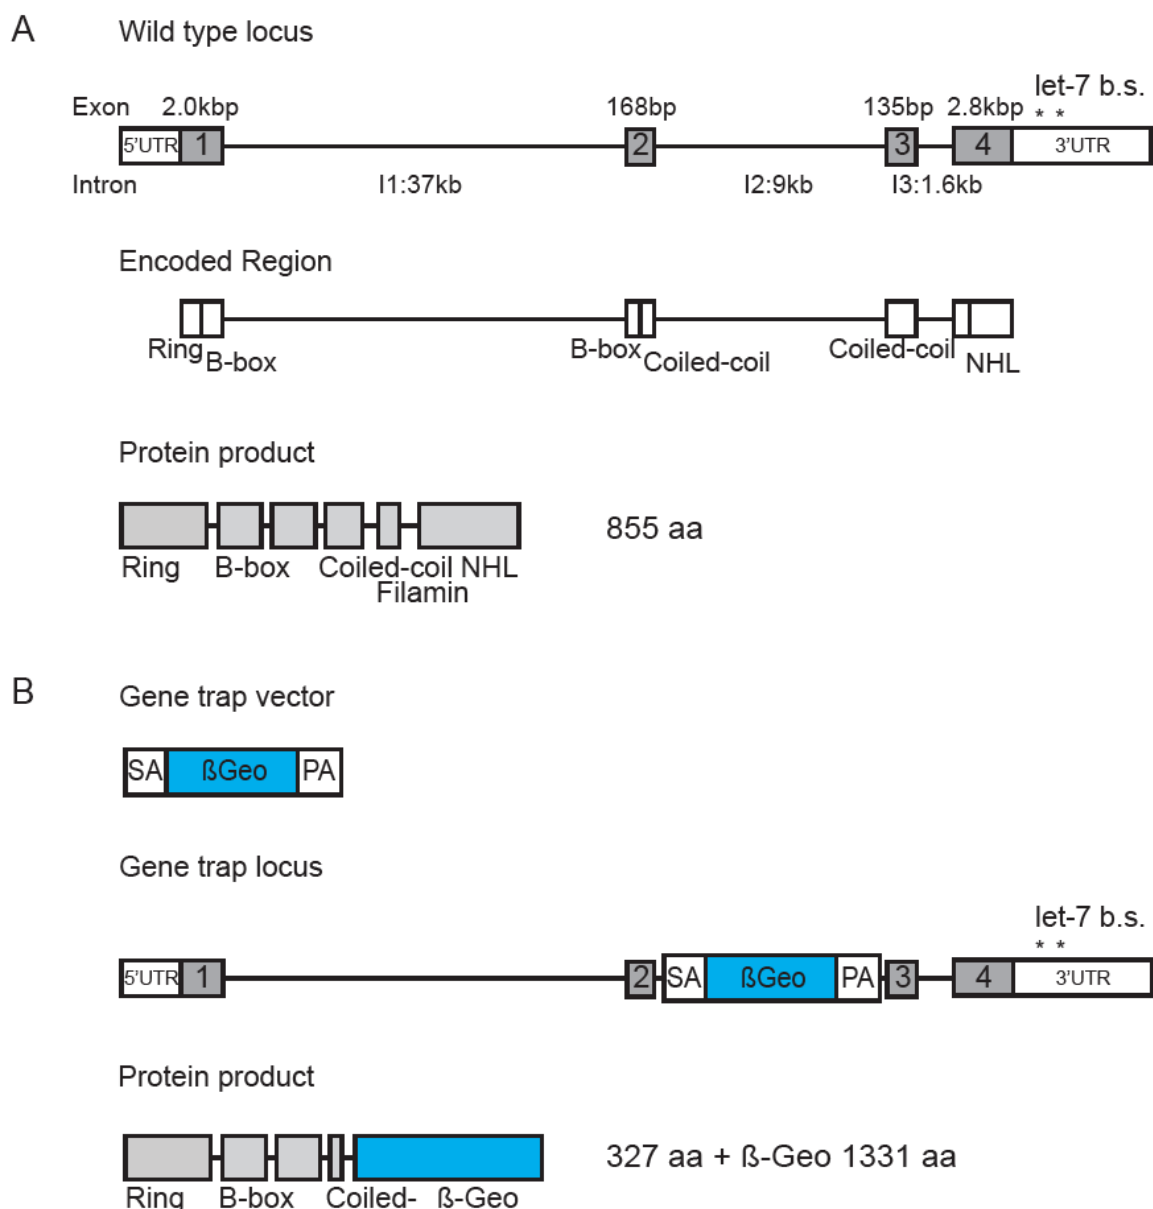 A Wild type locus
let-7 b.s.
Exon 2.0kbp 168bp 135bp 2.8kbp * *
5'UTR 1 2 3 4 3'UTR
Intron I1:37kb I2:9kb I3:1.6kb
Encoded Region
Ring B-box B-box Coiled-coil Coiled-coil NHL
Protein product
855 aa
Ring B-box Coiled-coil NHL
Filamin
B Gene trap vector
SA ßGeo PA
Gene trap locus
let-7 b.s.
* *
5'UTR 1 2 SA ßGeo PA 3 4 3'UTR
Protein product
327 aa + ß-Geo 1331 aa
Ring B-box Coiled- ß-Geo